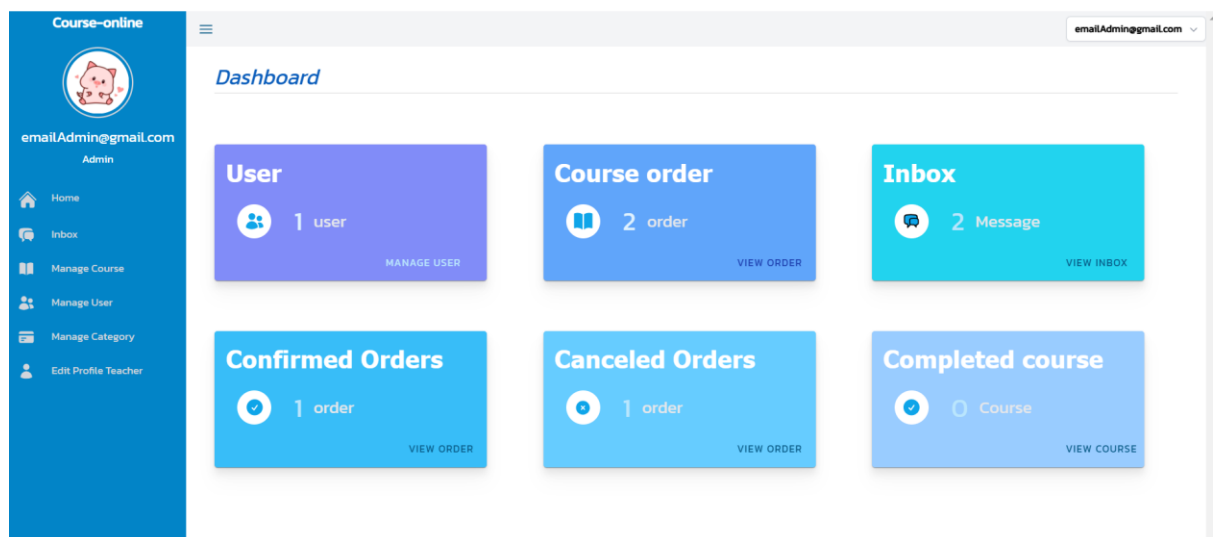 Course-online
emailAdmin@gmail.com
Dashboard
emailAdmin@gmail.com
Admin
Home
Inbox
Manage Course
Manage User
Manage Category
Edit Profile Teacher
User
1 user
MANAGE USER
Course order
2 order
VIEW ORDER
Inbox
2 Message
VIEW INBOX
Confirmed Orders
1 order
VIEW ORDER
Canceled Orders
1 order
VIEW ORDER
Completed course
0 Course
VIEW COURSE